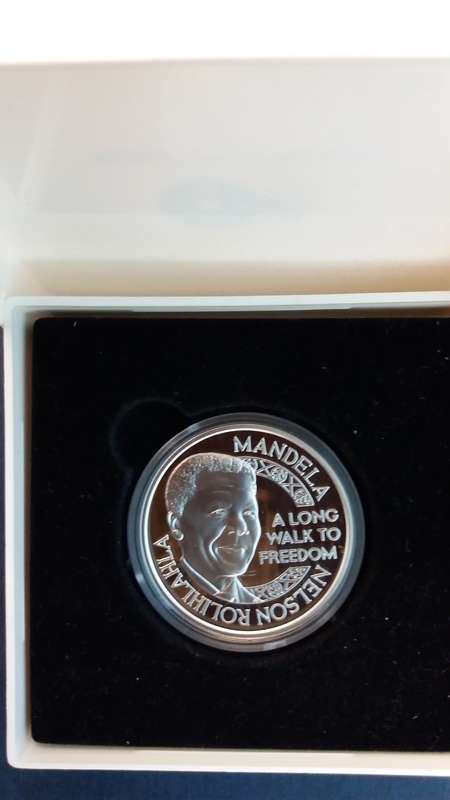 MANDELA
A LONG
WALK TO
FREEDOM
NELSON ROLIHLAHLA